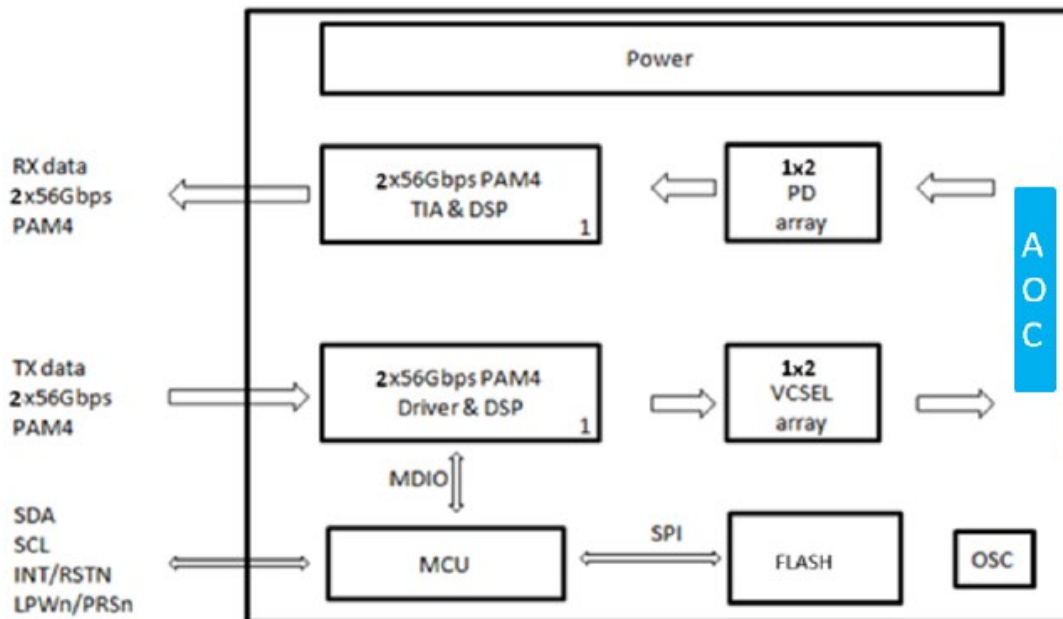 Power
RX data
2x56Gbps
PAM4
2x56Gbps PAM4
TIA & DSP
1
1x2
PD
array
A
O
C
TX data
2x56Gbps
PAM4
2x56Gbps PAM4
Driver & DSP
1
1x2
VCSEL
array
MDIO
SDA
SCL
INT/RSTN
LPWn/PRSn
MCU
SPI
FLASH
OSC